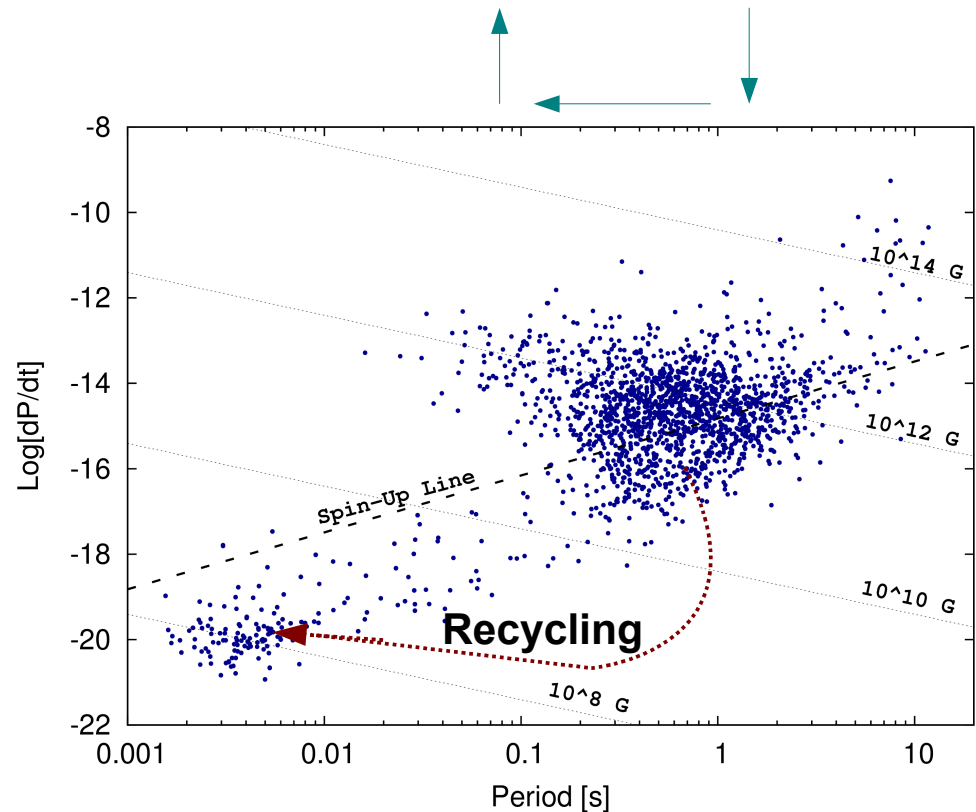 -8
-10
10^14 G
-12
-14
10^12 G
-16
Spin-Up Line
-18
10^10 G
Recycling
-20
10^8 G
-22
0.001 0.01 0.1 1 10
Period [s]
Log[dP/dt]